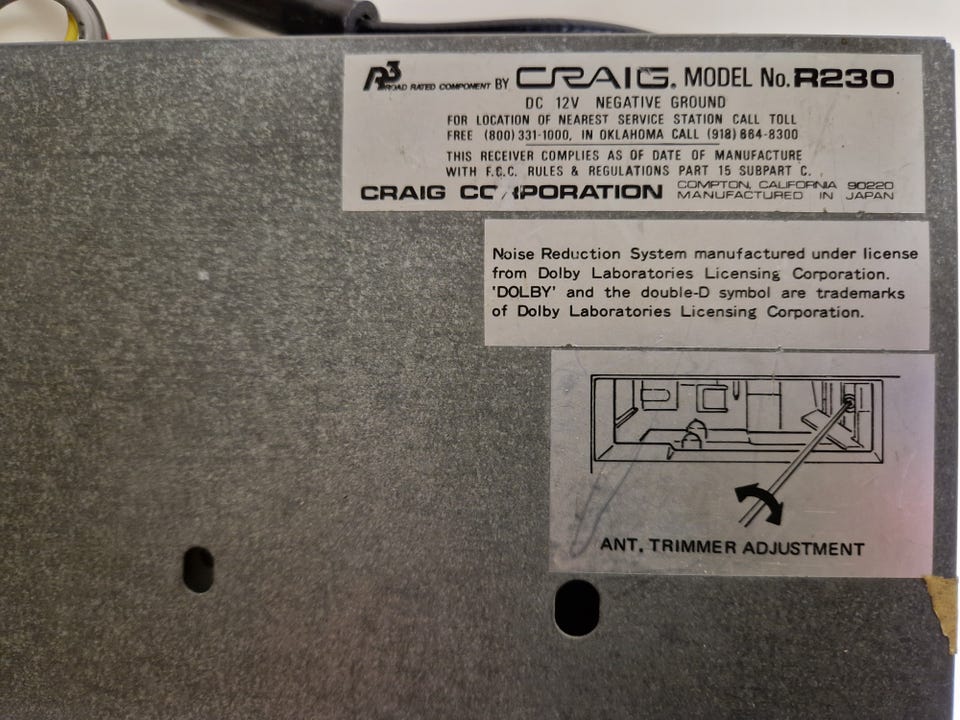 R3 ROAD RATED COMPONENT BY CRAIG. MODEL No. R230
DC 12V NEGATIVE GROUND
FOR LOCATION OF NEAREST SERVICE STATION CALL TOLL
FREE (800) 331-1000, IN OKLAHOMA CALL (918) 664-8300
THIS RECEIVER COMPLIES AS OF DATE OF MANUFACTURE
WITH F.C.C. RULES & REGULATIONS PART 15 SUBPART C.
CRAIG CORPORATION COMPTON, CALIFORNIA 90220
MANUFACTURED IN JAPAN
Noise Reduction System manufactured under license
from Dolby Laboratories Licensing Corporation.
'DOLBY' and the double-D symbol are trademarks
of Dolby Laboratories Licensing Corporation.
ANT. TRIMMER ADJUSTMENT